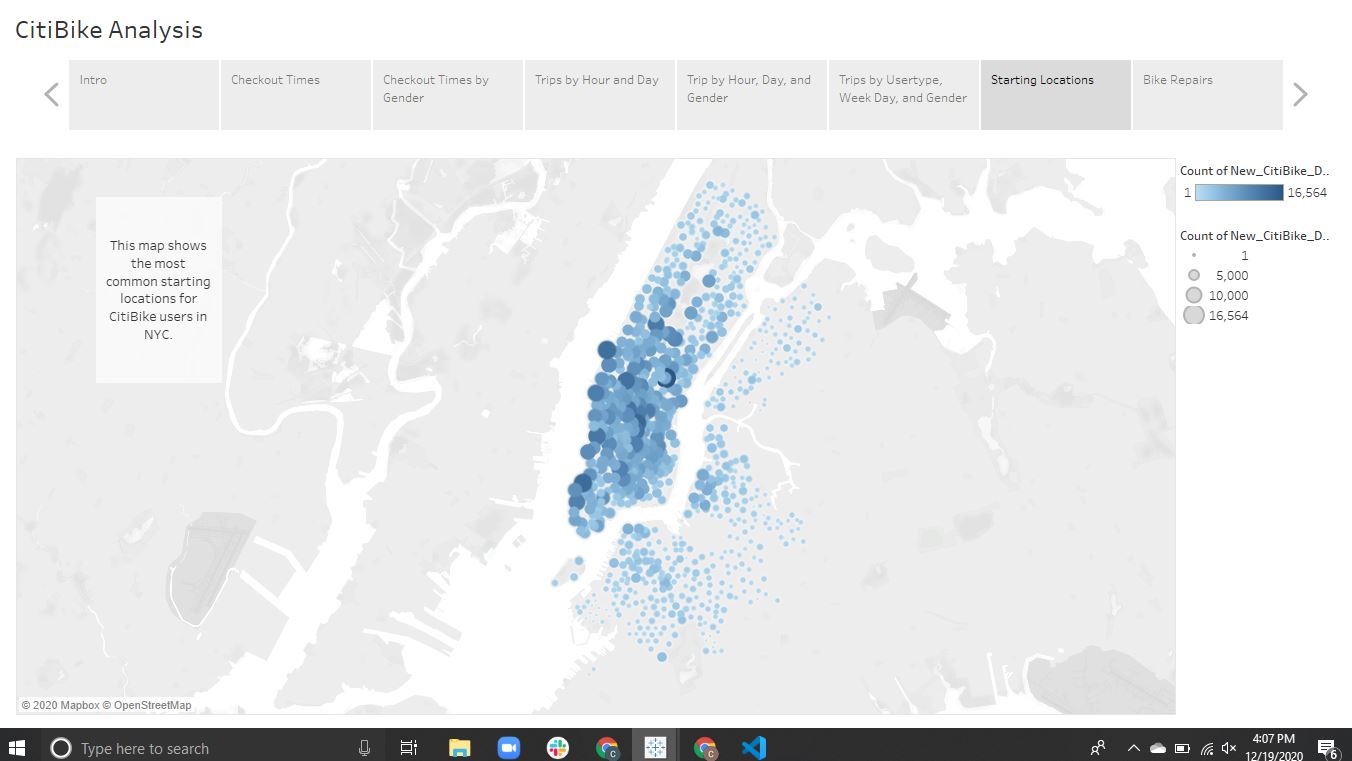 CitiBike Analysis
Intro
Checkout Times
Checkout Times by
Gender
Trips by Hour and Day
Trip by Hour, Day, and
Gender
Trips by Usertype,
Week Day, and Gender
Starting Locations
Bike Repairs
This map shows
the most
common starting
locations for
CitiBike users in
NYC.
Count of New_CitiBike_D..
1 16,564
Count of New_CitiBike_D..
1
5,000
10,000
16,564
© 2020 Mapbox © OpenStreetMap
Type here to search
C
C
4:07 PM
12/19/2020
6